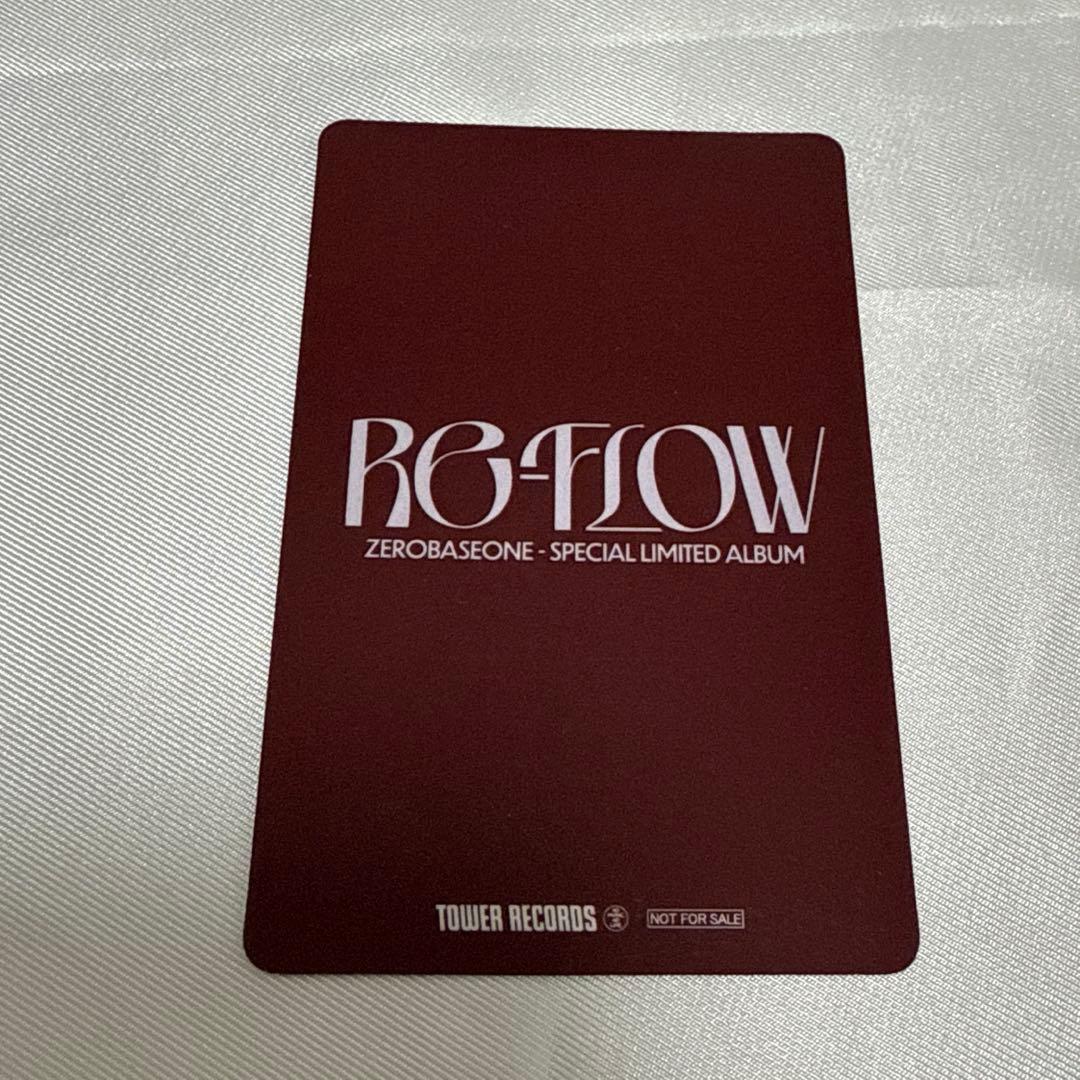 RE-FLOW
ZEROBASEONE - SPECIAL LIMITED ALBUM
TOWER RECORDS NOT FOR SALE